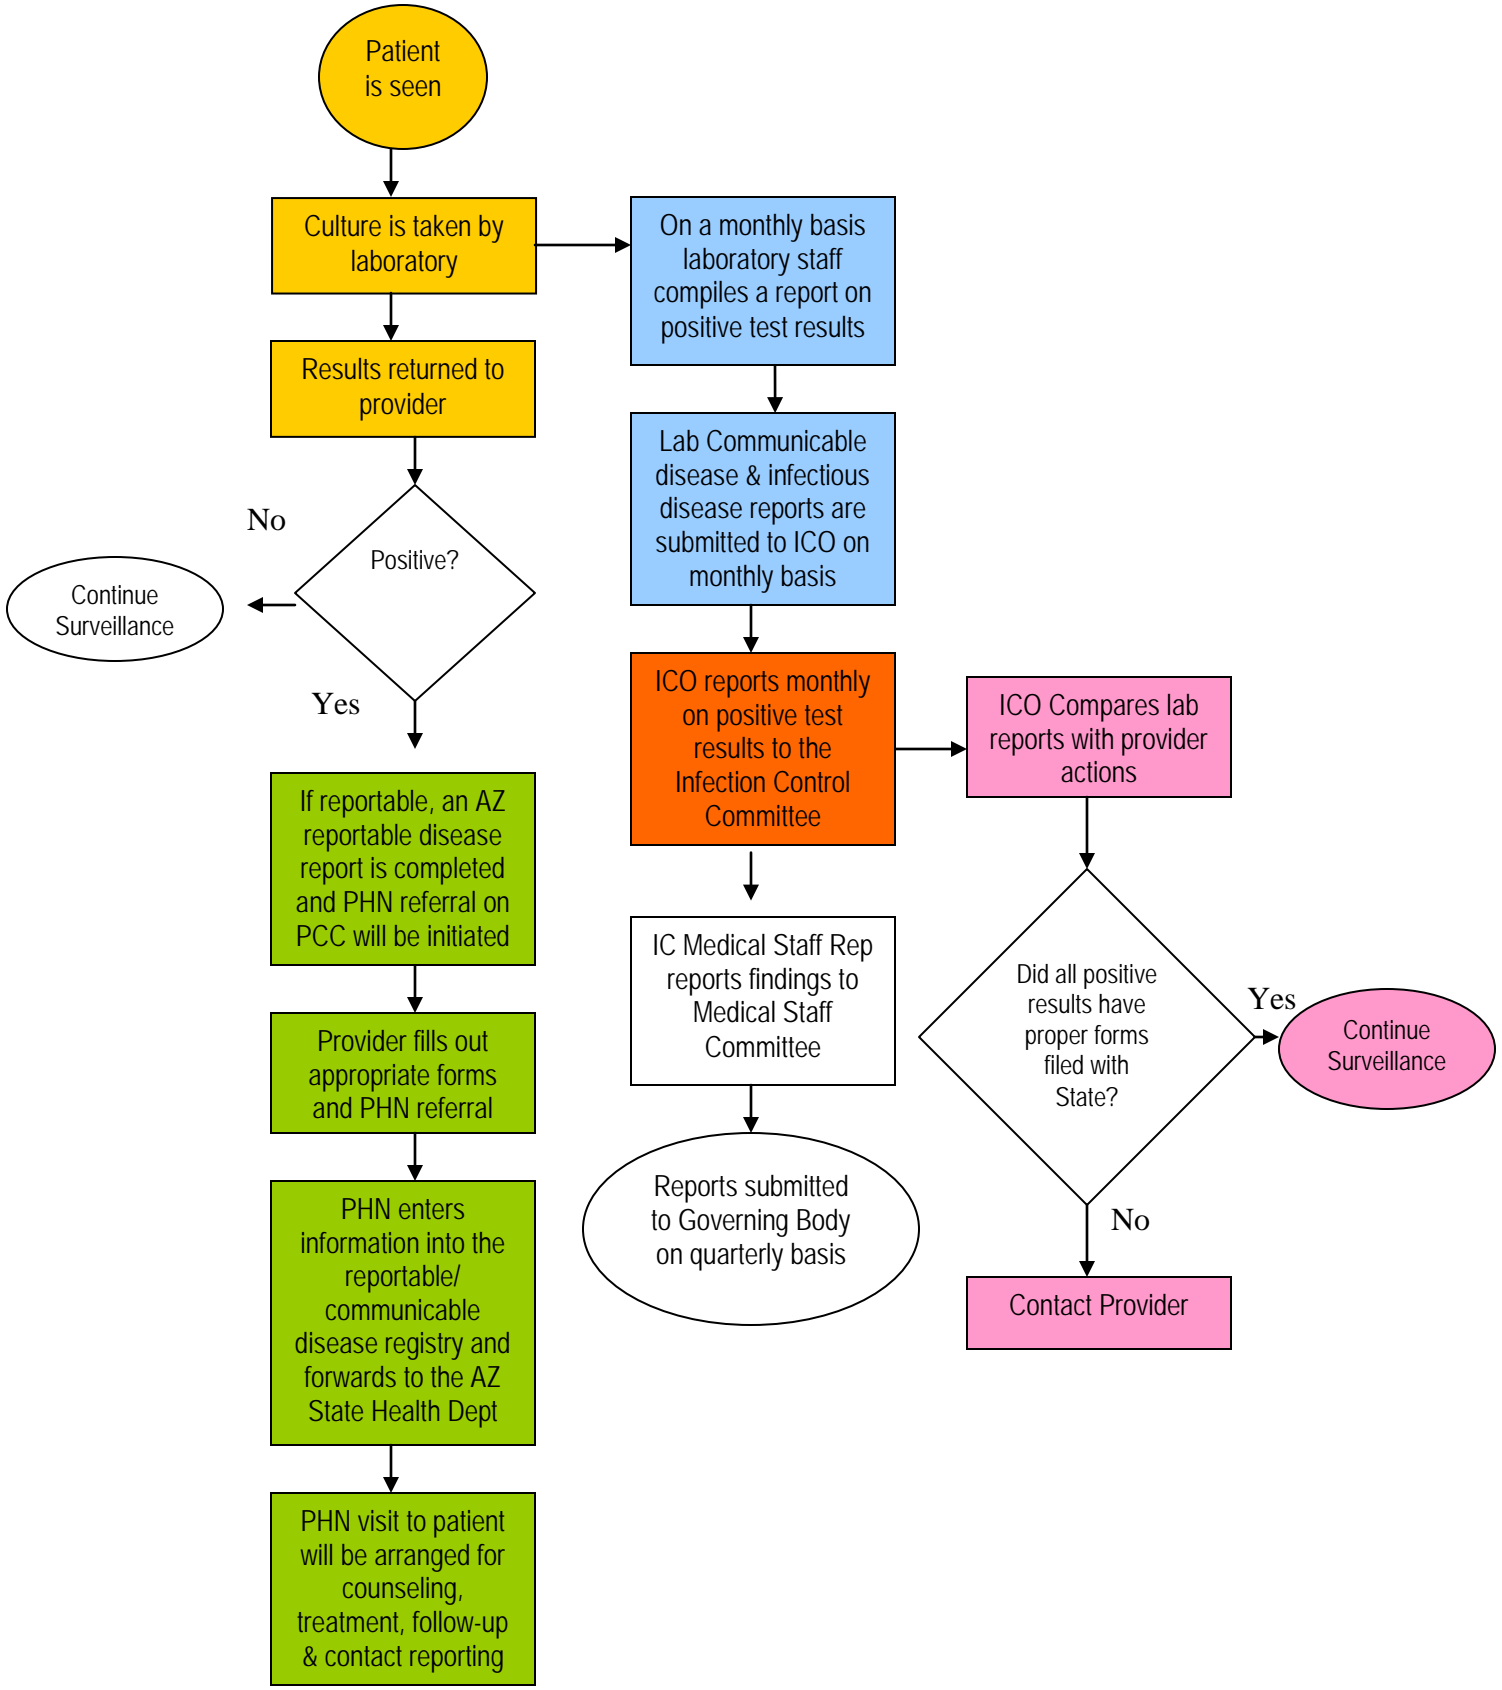 Patient
is seen
Culture is taken by
laboratory
Results returned to
provider
Positive?
No
Continue
Surveillance
Yes
If reportable, an AZ
reportable disease
report is completed
and PHN referral on
PCC will be initiated
Provider fills out
appropriate forms
and PHN referral
PHN enters
information into the
reportable/
communicable
disease registry and
forwards to the AZ
State Health Dept
PHN visit to patient
will be arranged for
counseling,
treatment, follow-up
& contact reporting
On a monthly basis
laboratory staff
compiles a report on
positive test results
Lab Communicable
disease & infectious
disease reports are
submitted to ICO on
monthly basis
ICO reports monthly
on positive test
results to the
Infection Control
Committee
IC Medical Staff Rep
reports findings to
Medical Staff
Committee
Reports submitted
to Governing Body
on quarterly basis
ICO Compares lab
reports with provider
actions
Did all positive
results have
proper forms
filed with
State?
Yes
Continue
Surveillance
No
Contact Provider